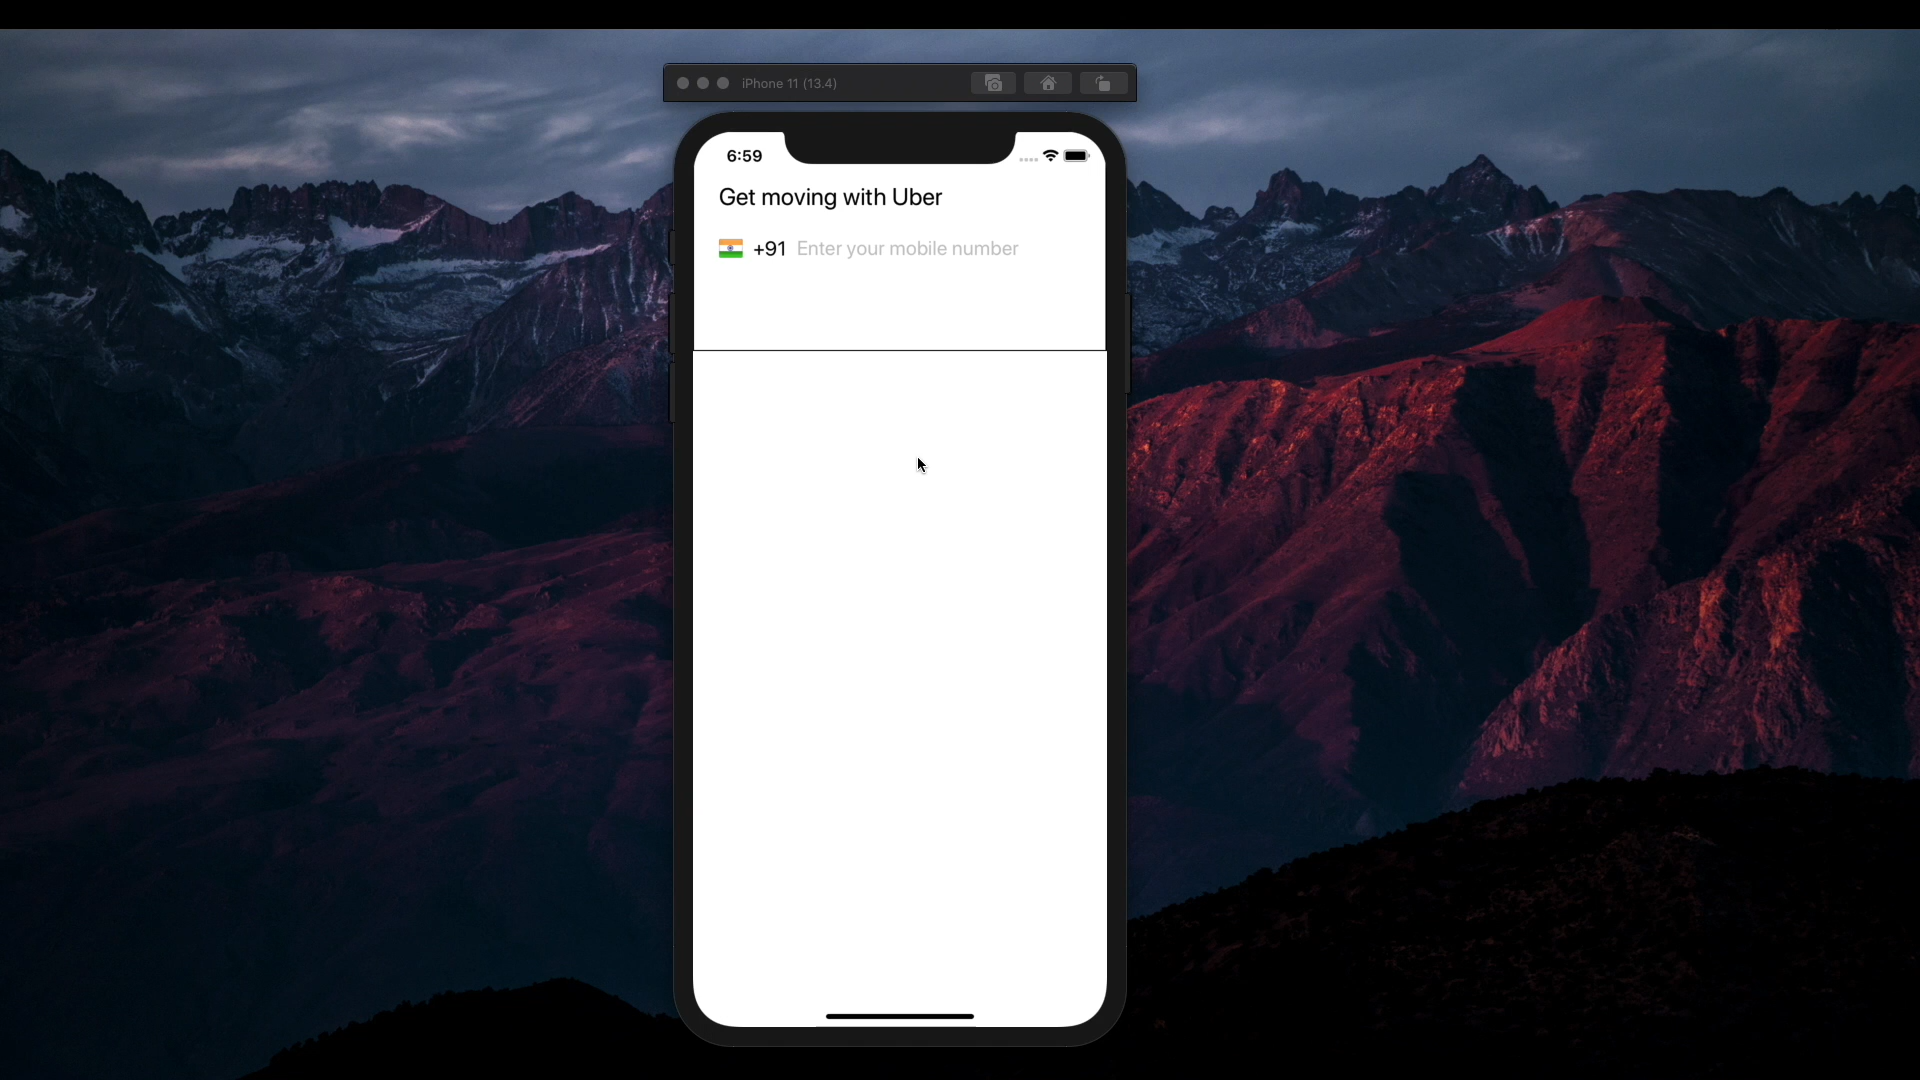 iPhone 11 (13.4)
6:59
Get moving with Uber
+91 Enter your mobile number